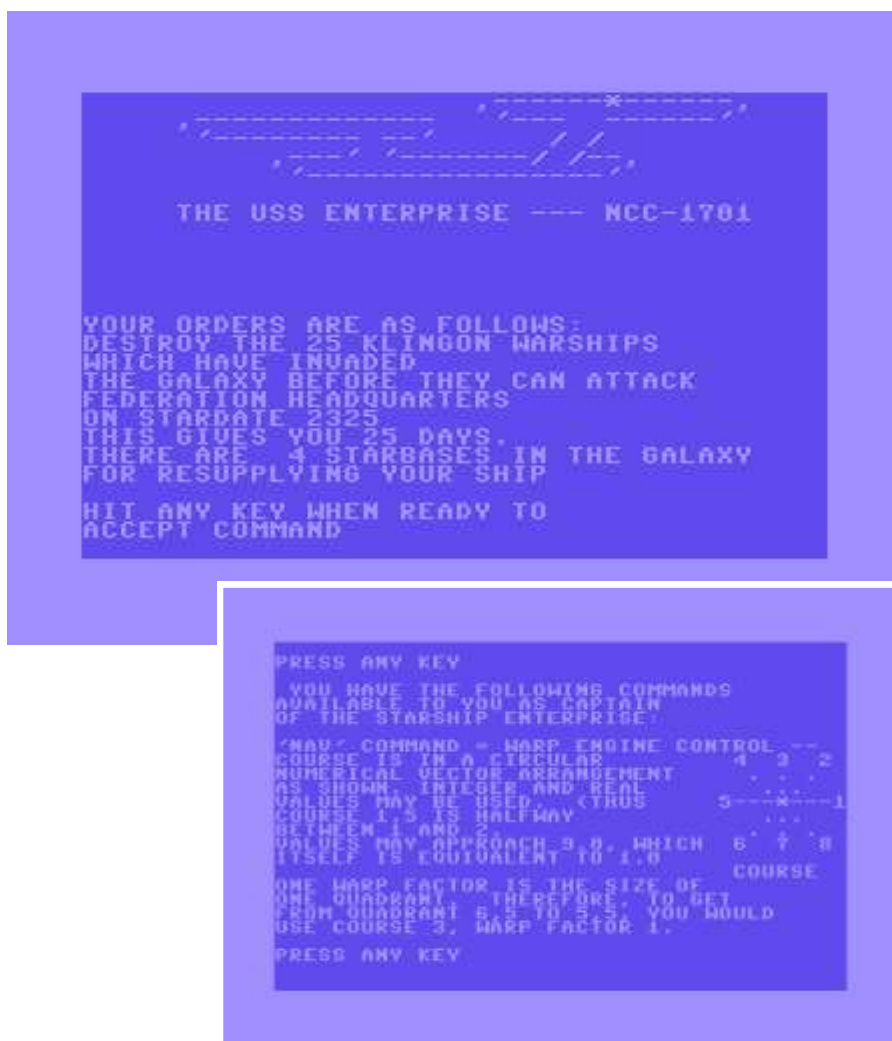 THE USS ENTERPRISE --- NCC-1701
YOUR ORDERS ARE AS FOLLOWS:
DESTROY THE 25 KLINGON WARSHIPS
WHICH HAVE INVADED
THE GALAXY BEFORE THEY CAN ATTACK
FEDERATION HEADQUARTERS
ON STARDATE 2325
THIS GIVES YOU 25 DAYS.
THERE ARE  4 STARBASES IN THE GALAXY
FOR RESUPPLYING YOUR SHIP
HIT ANY KEY WHEN READY TO
ACCEPT COMMAND
PRESS ANY KEY
YOU HAVE THE FOLLOWING COMMANDS
AVAILABLE TO YOU AS CAPTAIN
OF THE STARSHIP ENTERPRISE:
'NAV' COMMAND = WARP ENGINE CONTROL --
COURSE IS IN A CIRCULAR 4 3 2
NUMERICAL VECTOR ARRANGEMENT . . .
AS SHOWN. INTEGER AND REAL ...
VALUES MAY BE USED. (THUS 5---*---1
COURSE 1.5 IS HALFWAY ...
BETWEEN 1 AND 2. . . .
VALUES MAY APPROACH 9.0, WHICH 6 7 8
ITSELF IS EQUIVALENT TO 1.0
COURSE
ONE WARP FACTOR IS THE SIZE OF
ONE QUADRANT. THEREFORE, TO GET
FROM QUADRANT 6,5 TO 5,5, YOU WOULD
USE COURSE 3, WARP FACTOR 1.
PRESS ANY KEY